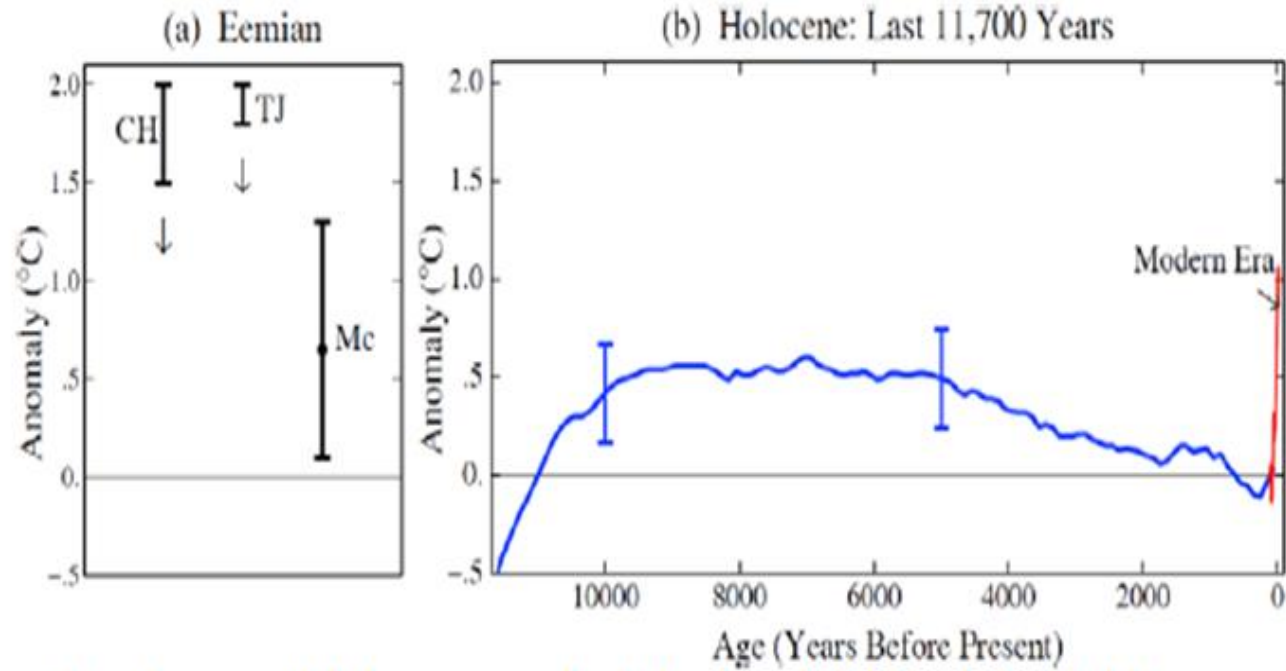 (a) Eemian
2.0
1.5
1.0
.5
0.
-.5
Anomaly (°C)
CH
TJ
Mc
(b) Holocene: Last 11,700 Years
2.0
1.5
1.0
.5
0.
-.5
Anomaly (°C)
Modern Era
10000 8000 6000 4000 2000 0
Age (Years Before Present)